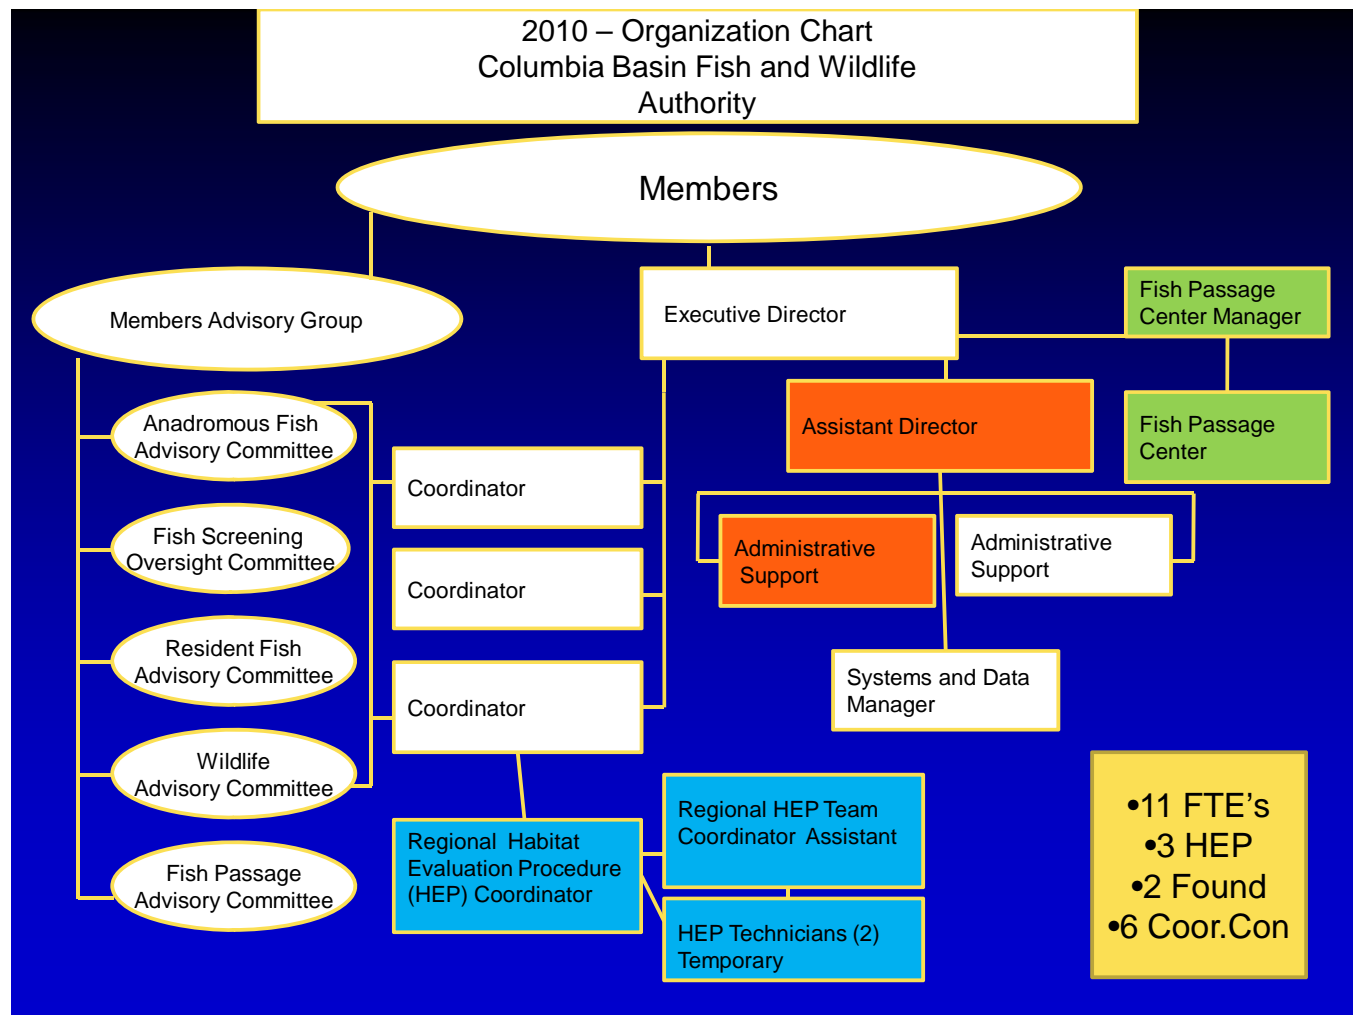 2010 – Organization Chart
Columbia Basin Fish and Wildlife
Authority
Members
Members Advisory Group
Executive Director
Fish Passage
Center Manager
Anadromous Fish
Advisory Committee
Assistant Director
Fish Passage
Center
Coordinator
Fish Screening
Oversight Committee
Coordinator
Administrative
Support
Administrative
Support
Resident Fish
Advisory Committee
Coordinator
Systems and Data
Manager
Wildlife
Advisory Committee
Regional Habitat
Evaluation Procedure
(HEP) Coordinator
Regional HEP Team
Coordinator Assistant
HEP Technicians (2)
Temporary
Fish Passage
Advisory Committee
•11 FTE’s
•3 HEP
•2 Found
•6 Coor.Con